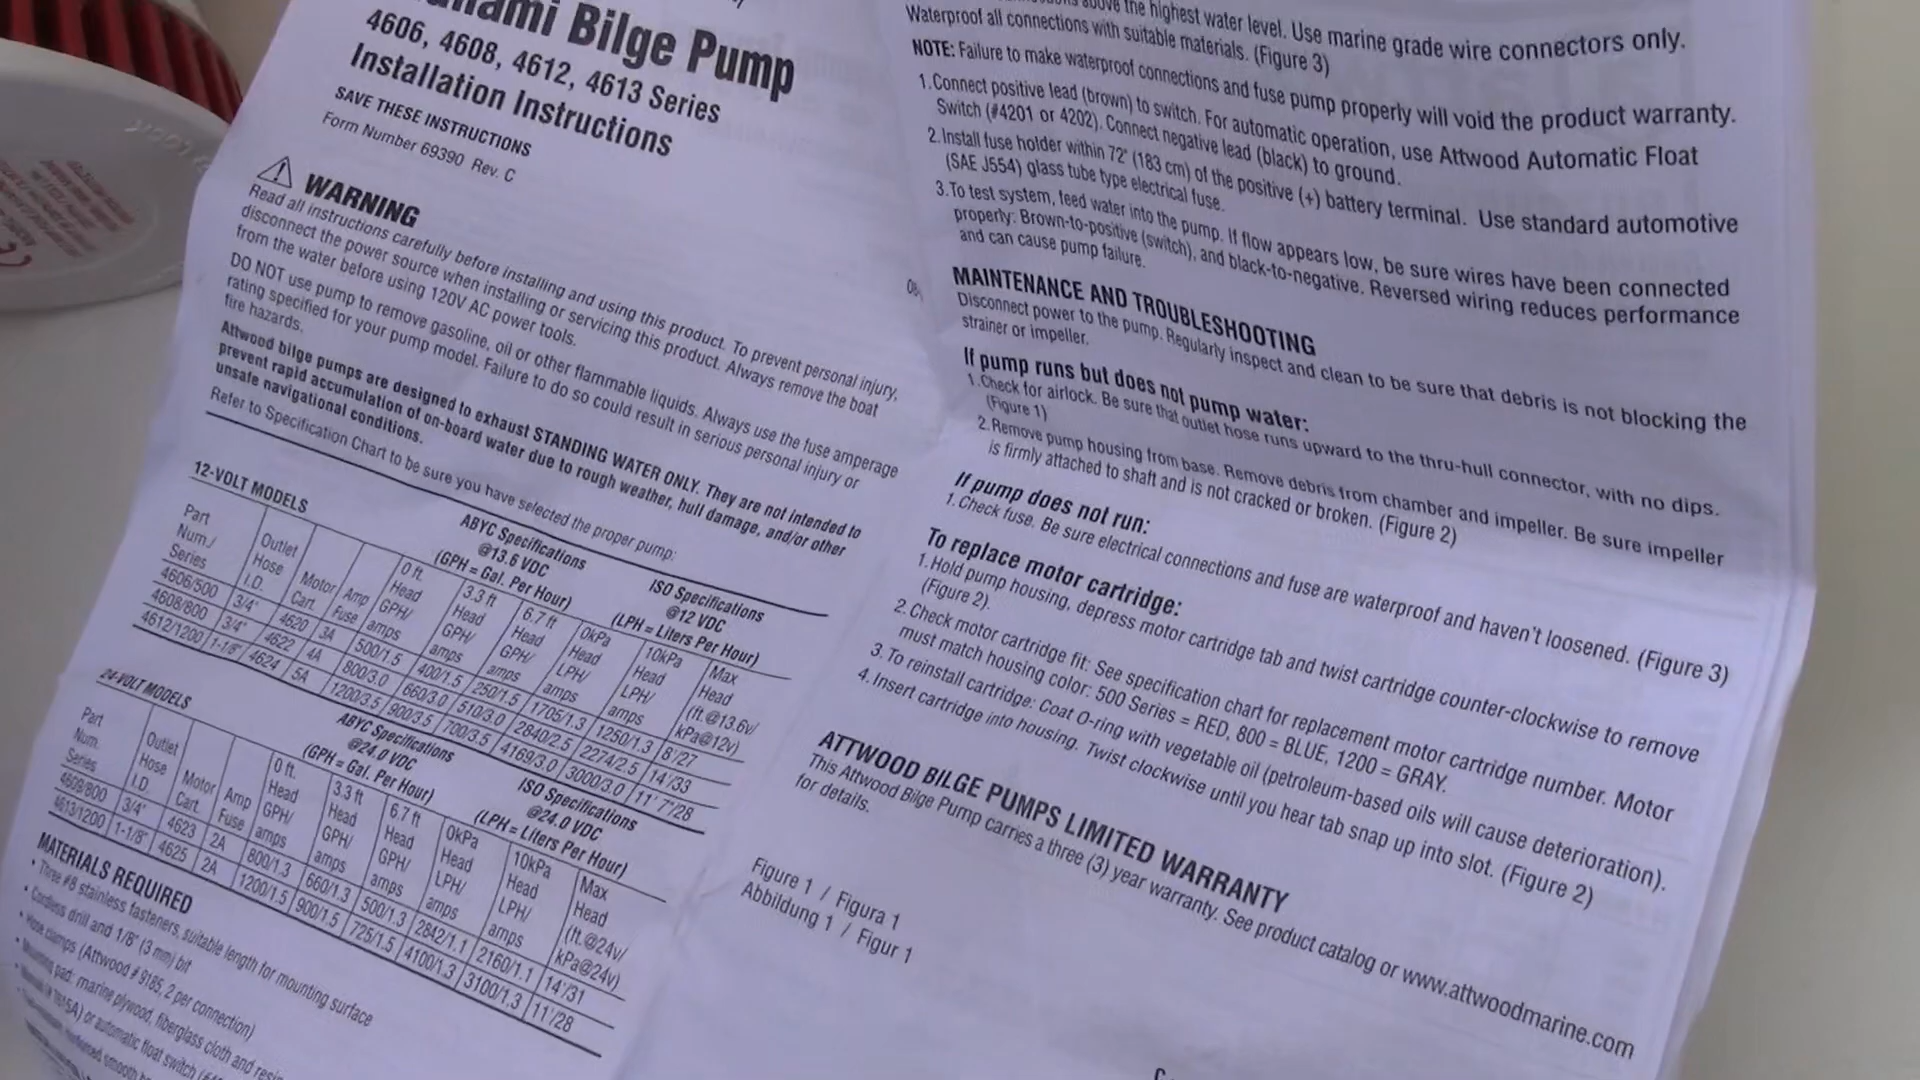 Bilge Pump
4606, 4608, 4612, 4613 Series
Installation Instructions
SAVE THESE INSTRUCTIONS
Form Number 69390 Rev. C
WARNING
Read all instructions carefully before installing and using this product. To prevent personal injury,
disconnect the power source when installing or servicing this product. Always remove the boat
from the water before using 120V AC power tools.
DO NOT use pump to remove gasoline, oil or other flammable liquids. Always use the fuse amperage
rating specified for your pump model. Failure to do so could result in serious personal injury or
fire hazards.
Attwood bilge pumps are designed to exhaust STANDING WATER ONLY. They are not intended to
prevent rapid accumulation of on-board water due to rough weather, hull damage, and/or other
unsafe navigational conditions.
Refer to Specification Chart to be sure you have selected the proper pump:
12-VOLT MODELS
ABYC Specifications
@13.6 VDC
(GPH = Gal. Per Hour)
ISO Specifications
@12 VDC
(LPH = Liters Per Hour)
Part Num./ Series
Outlet Hose I.D.
Motor Cart.
Amp Fuse
0 ft. Head GPH/ amps
3.3 ft Head GPH/ amps
6.7 ft Head GPH/ amps
0kPa Head LPH/ amps
10kPa Head LPH/ amps
Max Head (ft.@13.6v/ kPa@12v)
4606/500 3/4" 4620 3A 500/1.5 400/1.5 250/1.5 1705/1.3 1250/1.3 8'/27
4608/800 3/4" 4622 4A 800/3.0 660/3.0 510/3.0 2840/2.5 2274/2.5 14'/33
4612/1200 1-1/8" 4624 5A 1200/3.5 900/3.5 700/3.5 4169/3.0 3000/3.0 11' 7"/28
24-VOLT MODELS
ABYC Specifications
@24.0 VDC
(GPH = Gal. Per Hour)
ISO Specifications
@24.0 VDC
(LPH = Liters Per Hour)
Part Num. Series
Outlet Hose I.D.
Motor Cart.
Amp Fuse
0 ft. Head GPH/ amps
3.3 ft Head GPH/ amps
6.7 ft Head GPH/ amps
0kPa Head LPH/ amps
10kPa Head LPH/ amps
Max Head (ft.@24v/ kPa@24v)
4609/800 3/4" 4623 2A 800/1.3 660/1.3 500/1.3 2842/1.1 2160/1.1 14'/31
4613/1200 1-1/8" 4625 2A 1200/1.5 900/1.5 725/1.5 4100/1.3 3100/1.3 11'/28
MATERIALS REQUIRED
• Three #8 stainless fasteners, suitable length for mounting surface
• Cordless drill and 1/8" (3 mm) bit
• Hose clamps (Attwood # 9185, 2 per connection)
• Mounting pad: marine plywood, fiberglass cloth and
or automatic float switch
above the highest water level. Use marine grade wire connectors only.
Waterproof all connections with suitable materials. (Figure 3)
NOTE: Failure to make waterproof connections and fuse pump properly will void the product warranty.
1. Connect positive lead (brown) to switch. For automatic operation, use Attwood Automatic Float
Switch (#4201 or 4202). Connect negative lead (black) to ground.
2. Install fuse holder within 72" (183 cm) of the positive (+) battery terminal. Use standard automotive
(SAE J554) glass tube type electrical fuse.
3. To test system, feed water into the pump. If flow appears low, be sure wires have been connected
properly: Brown-to-positive (switch), and black-to-negative. Reversed wiring reduces performance
and can cause pump failure.
MAINTENANCE AND TROUBLESHOOTING
Disconnect power to the pump. Regularly inspect and clean to be sure that debris is not blocking the
strainer or impeller.
If pump runs but does not pump water:
1. Check for airlock. Be sure that outlet hose runs upward to the thru-hull connector, with no dips.
(Figure 1)
2. Remove pump housing from base. Remove debris from chamber and impeller. Be sure impeller
is firmly attached to shaft and is not cracked or broken. (Figure 2)
If pump does not run:
1. Check fuse. Be sure electrical connections and fuse are waterproof and haven't loosened. (Figure 3)
To replace motor cartridge:
1. Hold pump housing, depress motor cartridge tab and twist cartridge counter-clockwise to remove
(Figure 2).
2. Check motor cartridge fit: See specification chart for replacement motor cartridge number. Motor
must match housing color: 500 Series = RED, 800 = BLUE, 1200 = GRAY.
3. To reinstall cartridge: Coat O-ring with vegetable oil (petroleum-based oils will cause deterioration).
4. Insert cartridge into housing. Twist clockwise until you hear tab snap up into slot. (Figure 2)
ATTWOOD BILGE PUMPS LIMITED WARRANTY
This Attwood Bilge Pump carries a three (3) year warranty. See product catalog or www.attwoodmarine.com
for details.
Figure 1 / Figura 1
Abbildung 1 / Figur 1